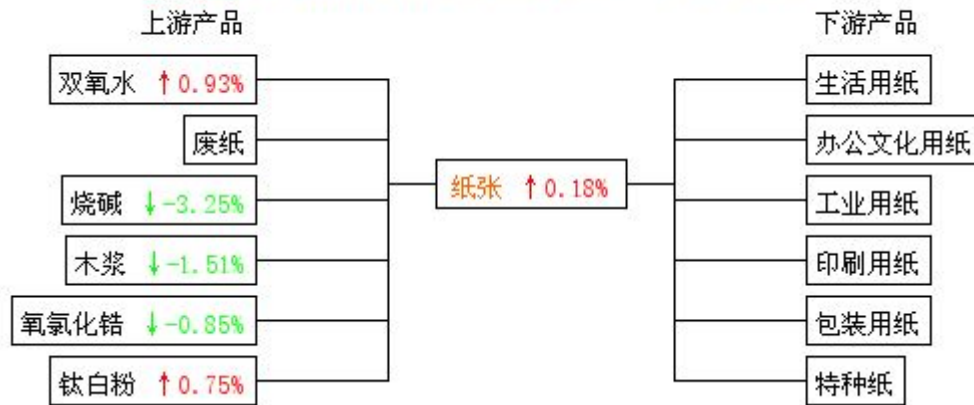 上游产品
下游产品
双氧水 ↑0.93%
废纸
烧碱 ↓-3.25%
木浆 ↓-1.51%
氧氯化锆 ↓-0.85%
钛白粉 ↑0.75%
纸张 ↑0.18%
生活用纸
办公文化用纸
工业用纸
印刷用纸
包装用纸
特种纸